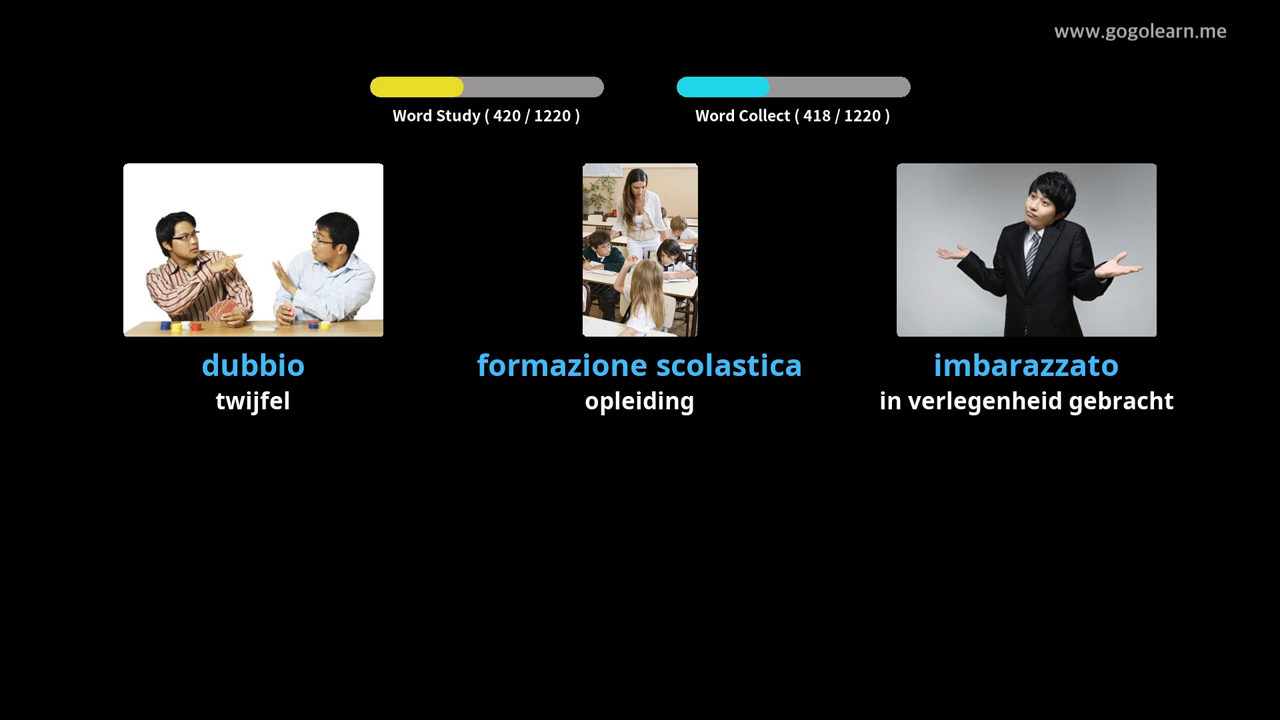 www.gogolearn.me
Word Study ( 420 / 1220 )
Word Collect ( 418 / 1220 )
dubbio
twijfel
formazione scolastica
opleiding
imbarazzato
in verlegenheid gebracht